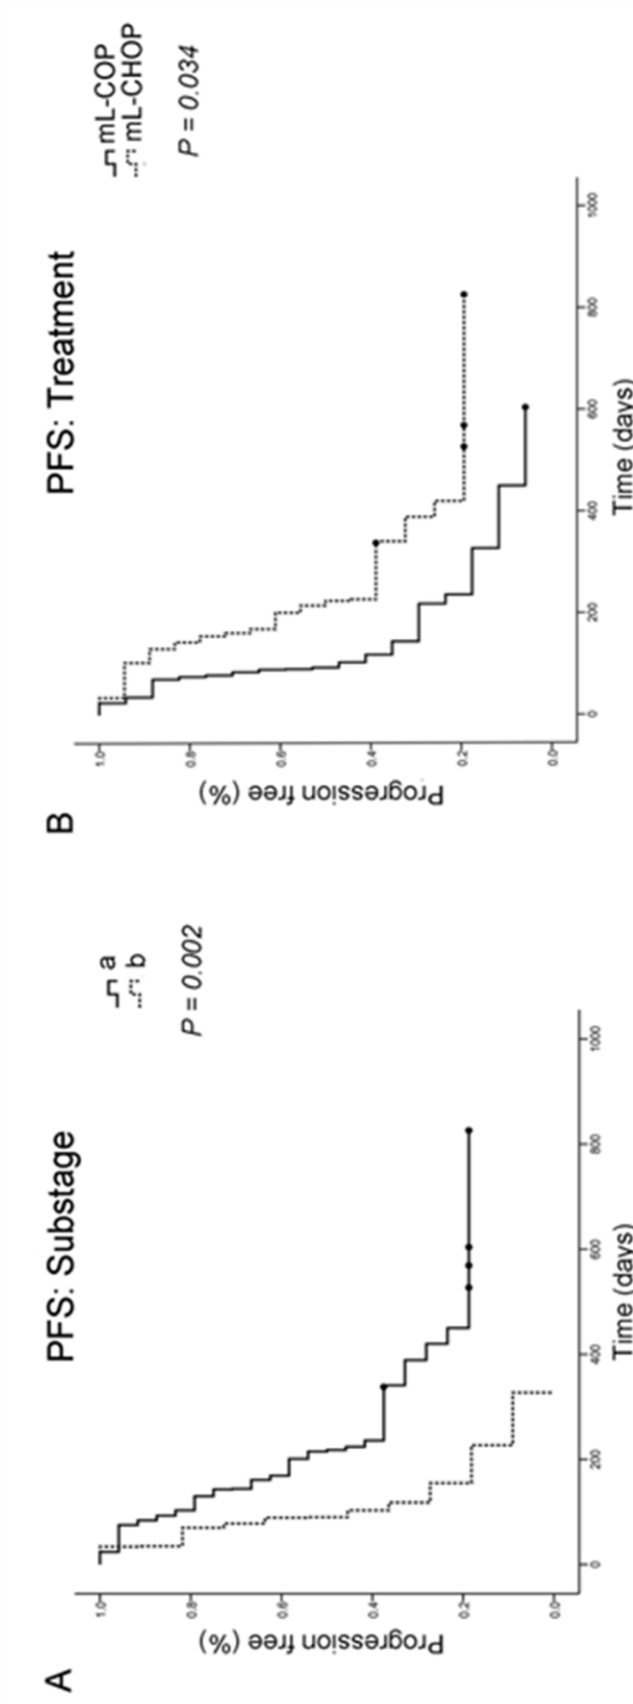 A
PFS: Substage
a
b
P = 0.002
Progression free (%)
1.0
0.8
0.6
0.4
0.2
0.0
0
200
400
600
800
1000
Time (days)
B
PFS: Treatment
mL-COP
mL-CHOP
P = 0.034
Progression free (%)
1.0
0.8
0.6
0.4
0.2
0.0
0
200
400
600
800
1000
Time (days)